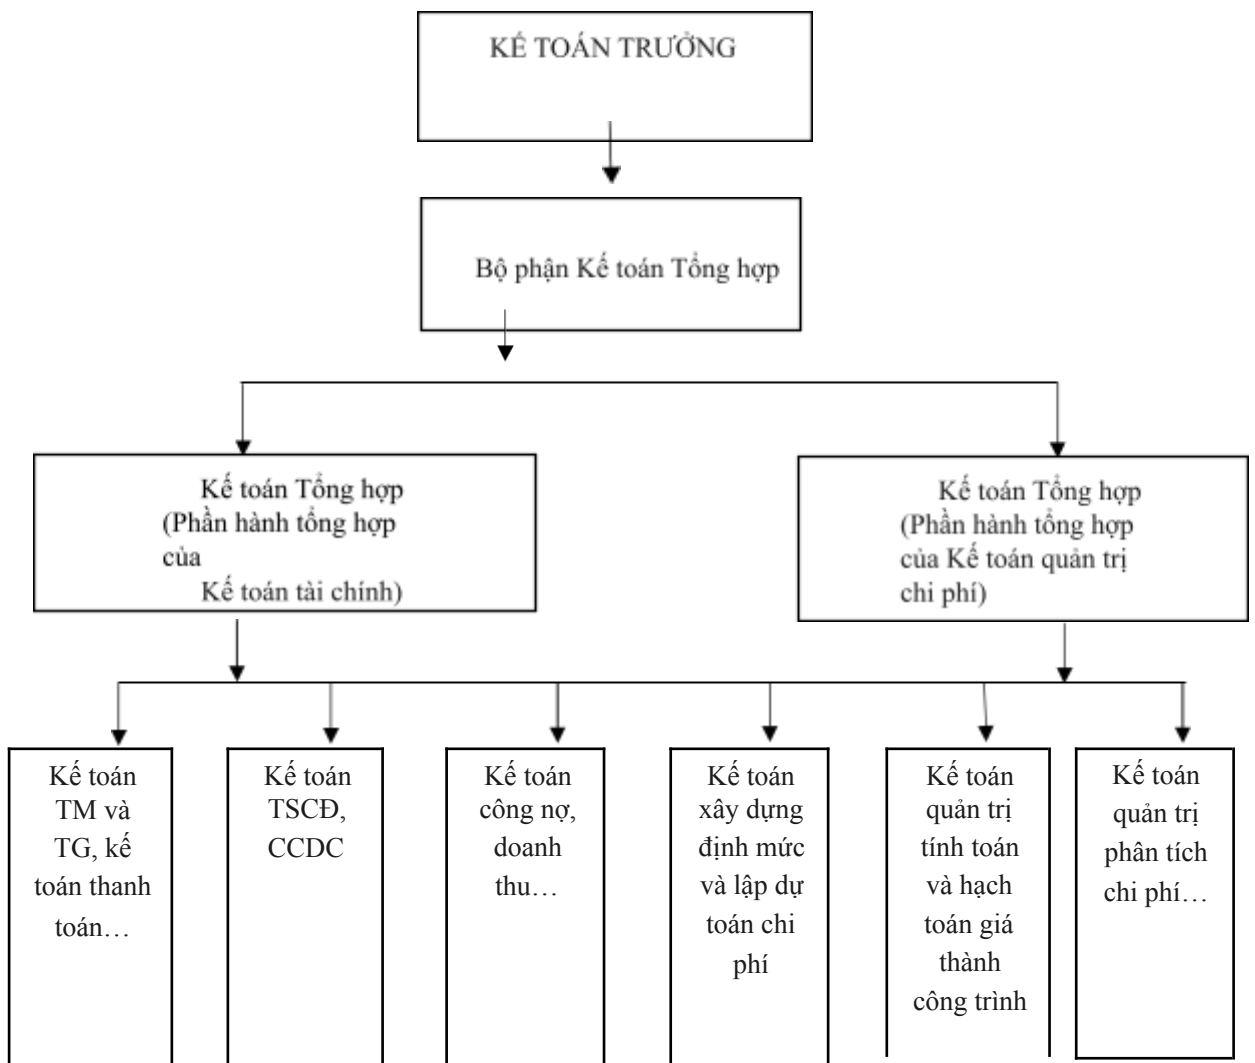 KẾ TOÁN TRƯỞNG
Bộ phận Kế toán Tổng hợp
Kế toán Tổng hợp
(Phần hành tổng hợp
của
Kế toán tài chính)
Kế toán Tổng hợp
(Phần hành tổng hợp
của Kế toán quản trị
chi phí)
Kế toán
TM và
TG, kế
toán thanh
toán…
Kế toán
TSCĐ,
CCDC
Kế toán
công nợ,
doanh
thu…
Kế toán
xây dựng
định mức
và lập dự
toán chi
phí
Kế toán
quản trị
tính toán
và hạch
toán giá
thành
công trình
Kế toán
quản trị
phân tích
chi phí…